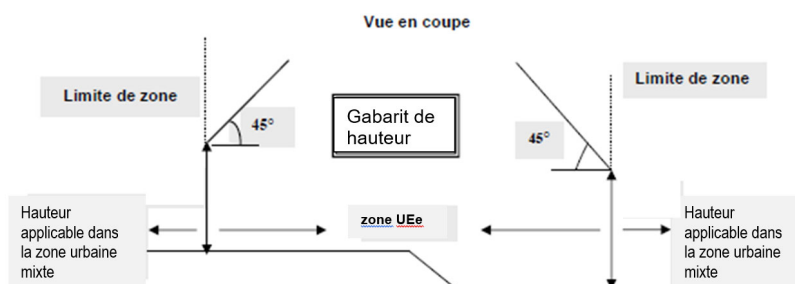 Vue en coupe
Limite de zone
Limite de zone
45°
Gabarit de
hauteur
45°
Hauteur
applicable dans
la zone urbaine
mixte
zone UEe
Hauteur
applicable dans
la zone urbaine
mixte